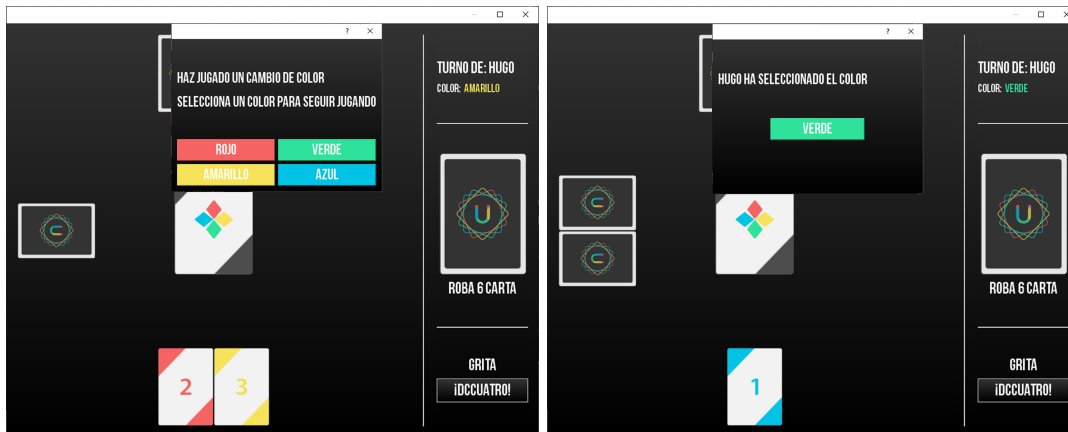 ?
HAZ JUGADO UN CAMBIO DE COLOR
SELECCIONA UN COLOR PARA SEGUIR JUGANDO
ROJO
VERDE
AMARILLO
AZUL
TURNO DE: HUGO
COLOR: AMARILLO
U
U
ROBA 6 CARTA
2
3
GRITA
¡DCCUATRO!
?
HUGO HA SELECCIONADO EL COLOR
VERDE
TURNO DE: HUGO
COLOR: VERDE
U
U
U
ROBA 6 CARTA
1
GRITA
¡DCCUATRO!